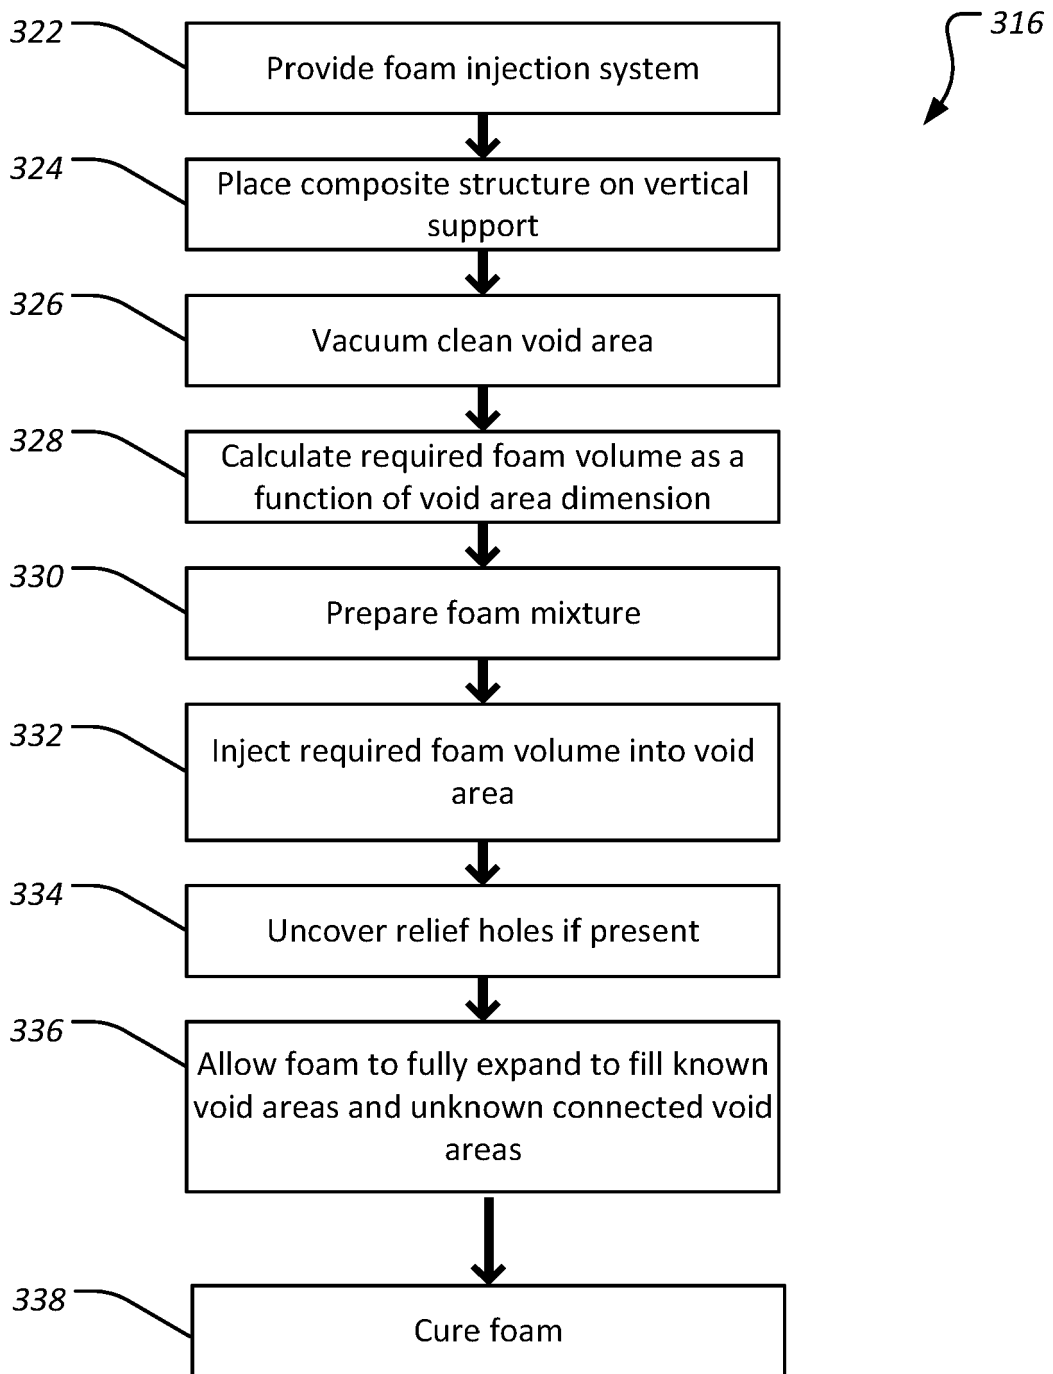 322
316
Provide foam injection system
324
Place composite structure on vertical
support
326
Vacuum clean void area
328
Calculate required foam volume as a
function of void area dimension
330
Prepare foam mixture
332
Inject required foam volume into void
area
334
Uncover relief holes if present
336
Allow foam to fully expand to fill known
void areas and unknown connected void
areas
338
Cure foam